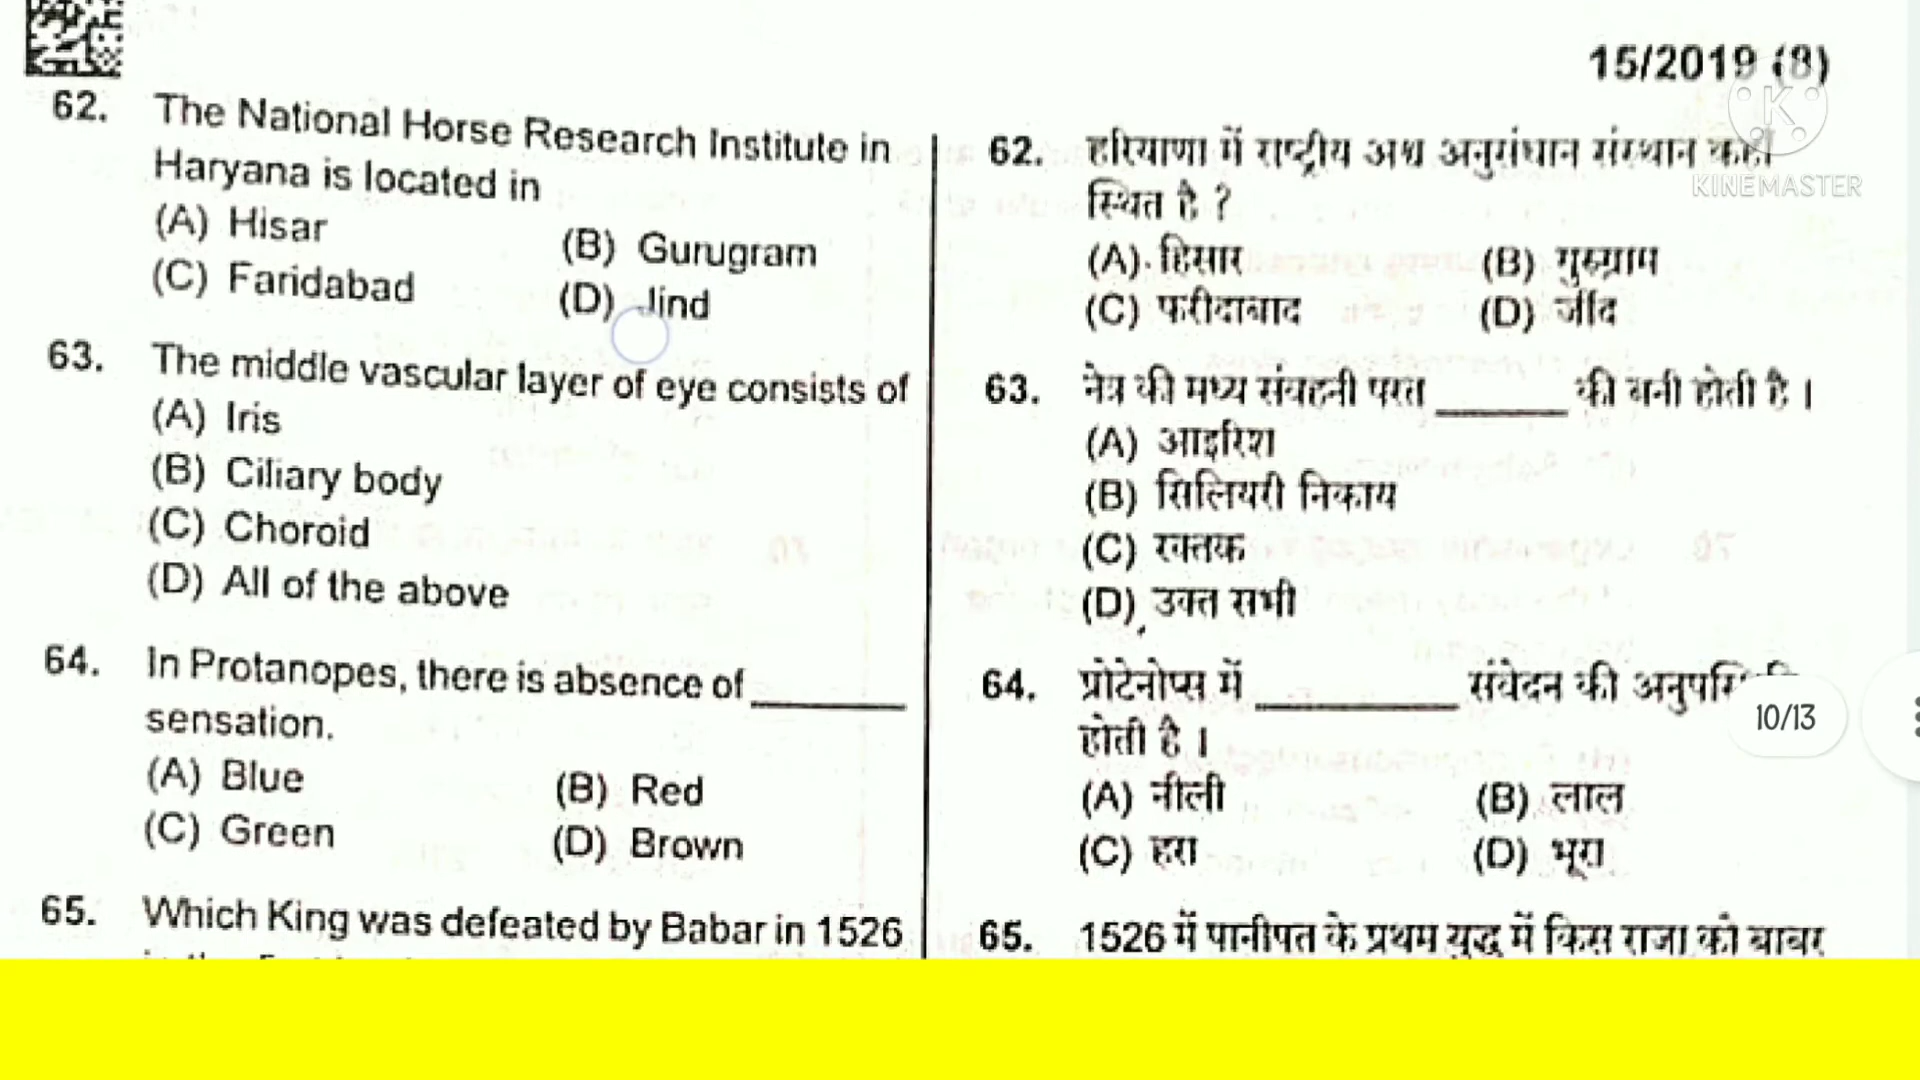 15/2019 (8)
KINEMASTER
62. The National Horse Research Institute in
Haryana is located in
(A) Hisar (B) Gurugram
(C) Faridabad (D) Jind
63. The middle vascular layer of eye consists of
(A) Iris
(B) Ciliary body
(C) Choroid
(D) All of the above
64. In Protanopes, there is absence of ______
sensation.
(A) Blue (B) Red
(C) Green (D) Brown
65. Which King was defeated by Babar in 1526
62. हरियाणा में राष्ट्रीय अश्व अनुसंधान संस्थान कहाँ
स्थित है ?
(A) हिसार (B) गुरुग्राम
(C) फरीदाबाद (D) जींद
63. नेत्र की मध्य संवहनी परत ______ की बनी होती है ।
(A) आइरिश
(B) सिलियरी निकाय
(C) रक्तक
(D) उक्त सभी
64. प्रोटेनोप्स में ______ संवेदन की
होती है ।
(A) नीली (B) लाल
(C) हरा (D) भूरा
65. 1526 में पानीपत के प्रथम युद्ध में किस राजा को बाबर
10/13